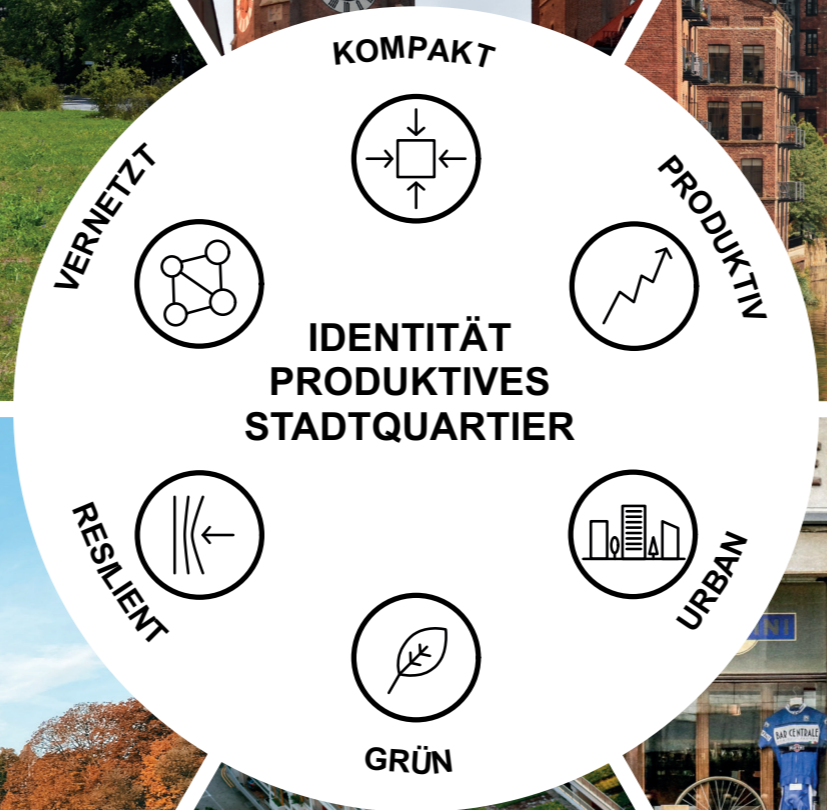 KOMPAKT
VERNETZT
PRODUKTIV
IDENTITÄT
PRODUKTIVES
STADTQUARTIER
RESILIENT
URBAN
GRÜN
BAR CENTRALE